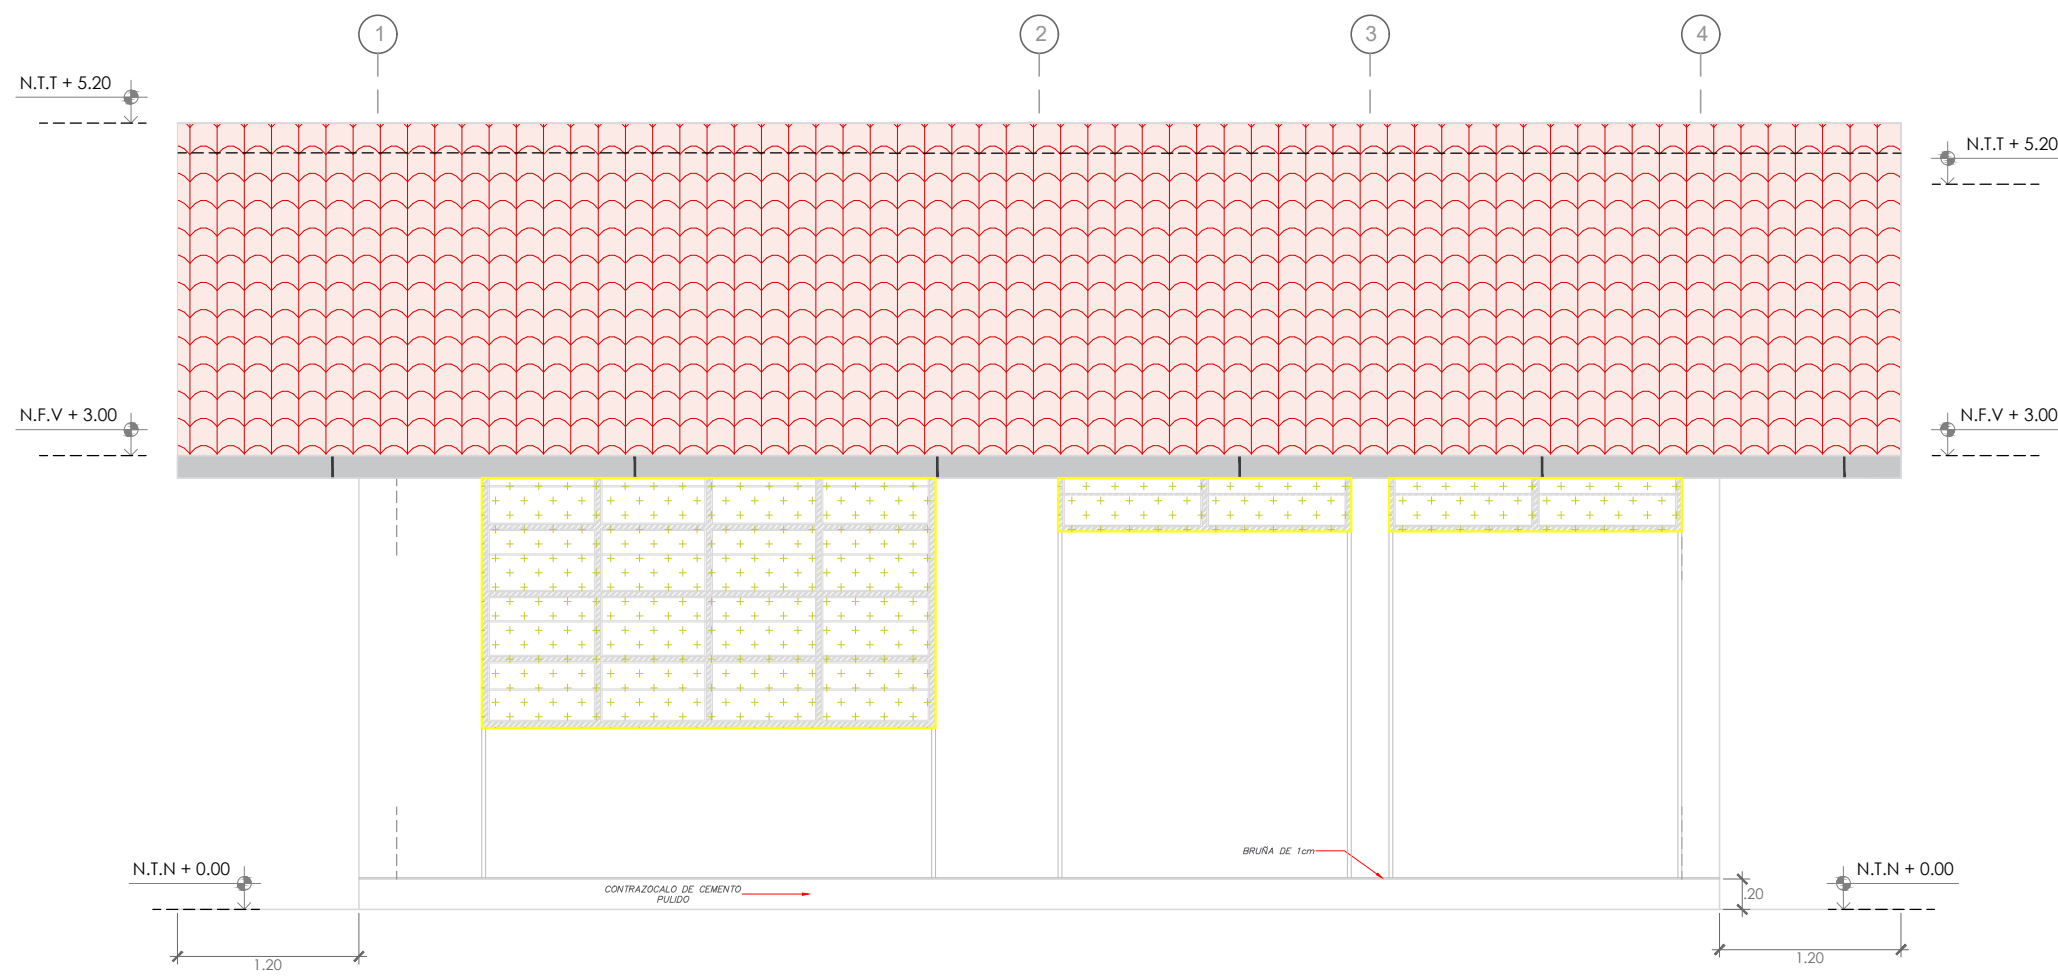 1
2
3
4
N.T.T + 5.20
N.T.T + 5.20
N.F.V + 3.00
N.F.V + 3.00
BRUÑA DE 1cm
N.T.N + 0.00
N.T.N + 0.00
CONTRAZOCALO DE CEMENTO
PULIDO
.20
1.20
1.20